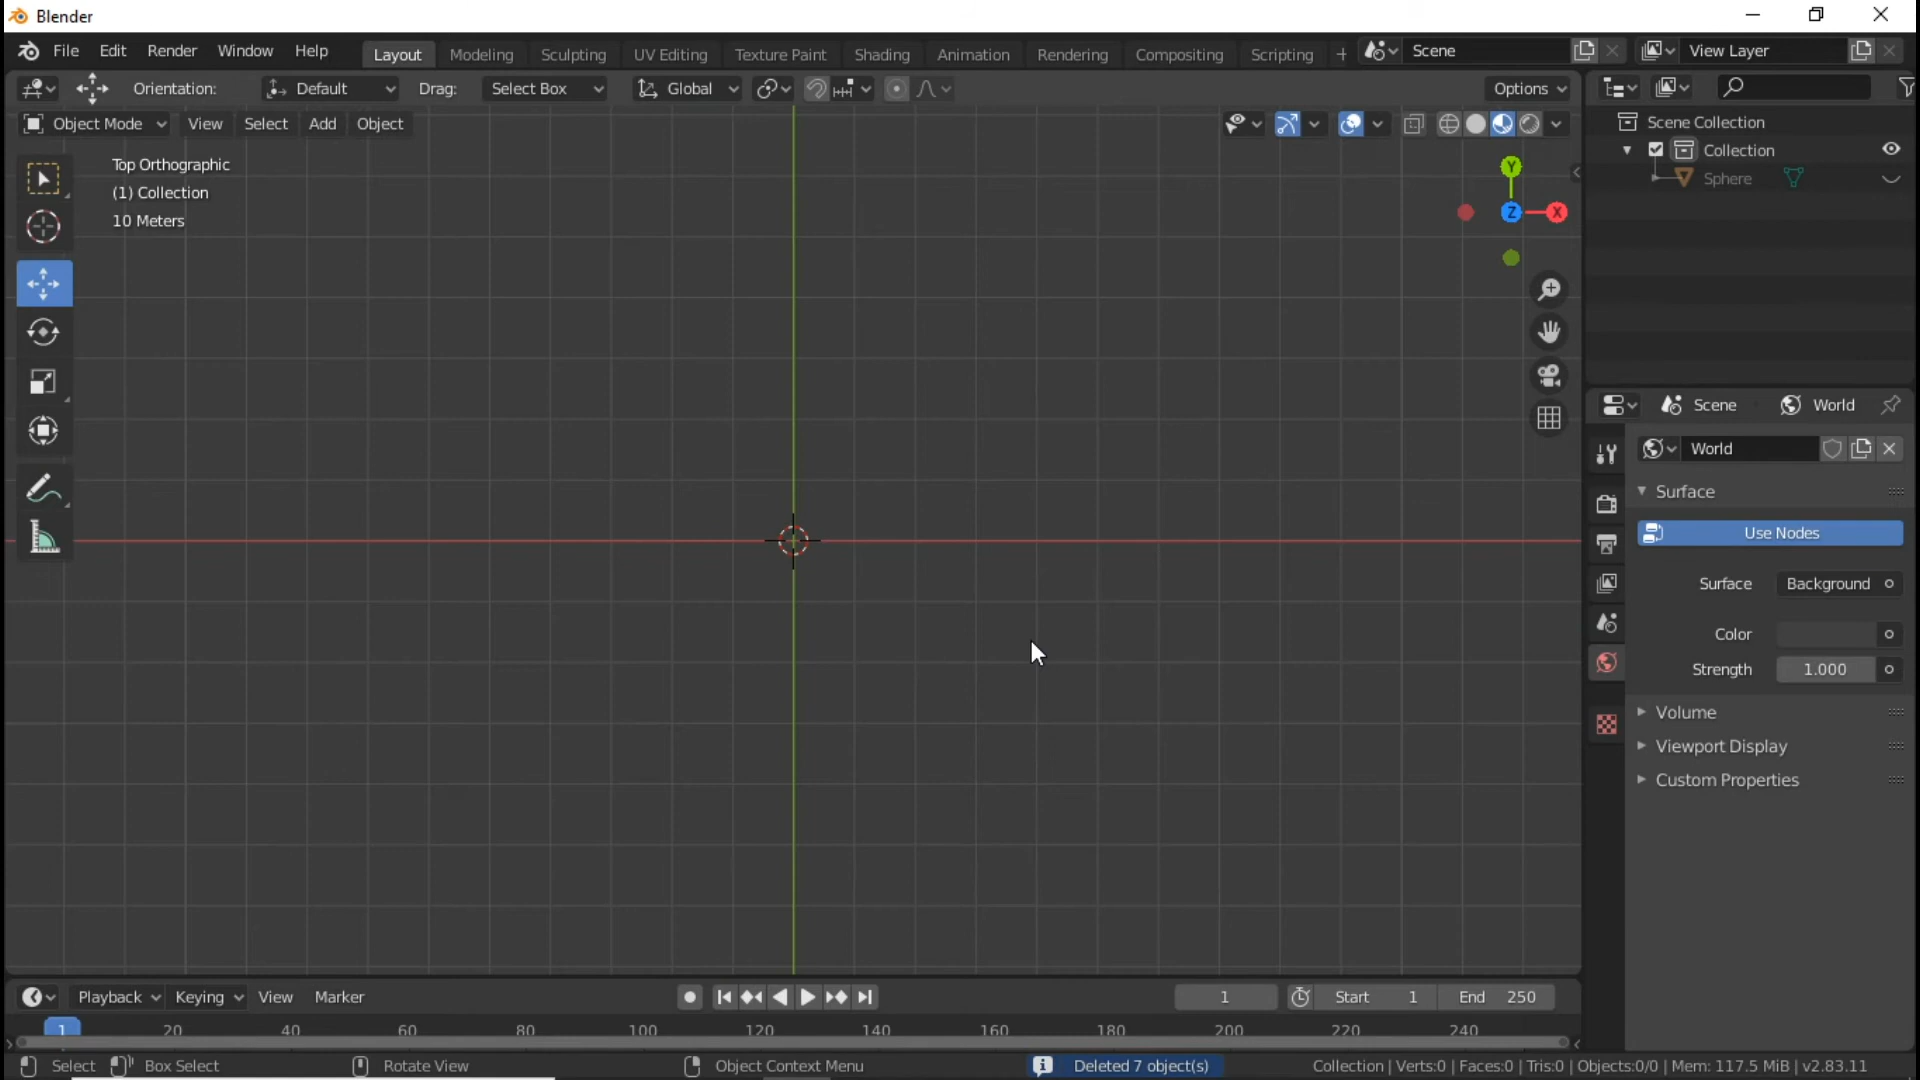 Blender
File Edit Render Window Help Layout Modeling Sculpting UV Editing Texture Paint Shading Animation Rendering Compositing Scripting + Scene View Layer
Orientation: Default Drag: Select Box Global Options
Object Mode View Select Add Object
Top Orthographic
(1) Collection
10 Meters
Y
Z X
Scene Collection
Collection
Sphere
Scene World
World
Surface
Use Nodes
Surface Background
Color
Strength 1.000
Volume
Viewport Display
Custom Properties
Playback Keying View Marker 1 Start 1 End 250
1 20 40 60 80 100 120 140 160 180 200 220 240
Select Box Select Rotate View Object Context Menu Deleted 7 object(s) Collection | Verts:0 | Faces:0 | Tris:0 | Objects:0/0 | Mem: 117.5 MiB | v2.83.11